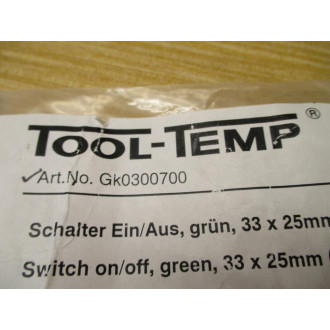 TOOL-TEMP®
✓Art.No. Gk0300700
Schalter Ein/Aus, grün, 33 x 25mm
Switch on/off, green, 33 x 25mm (